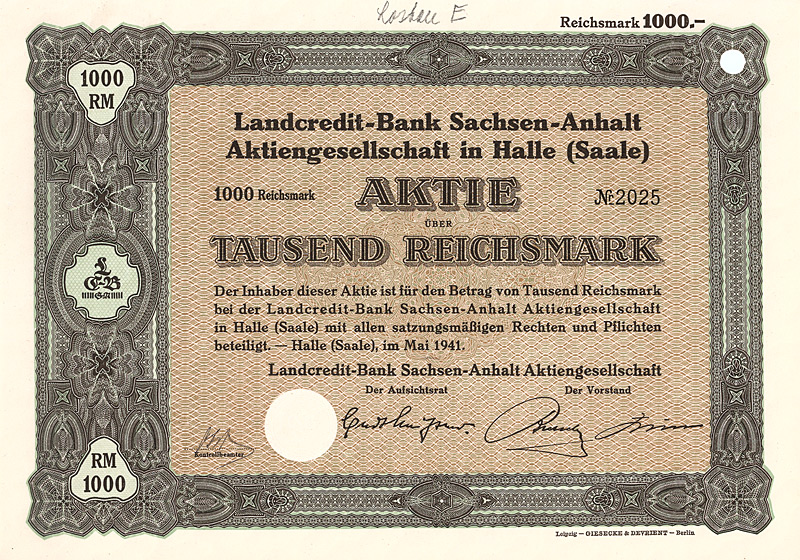 Reichsmark 1000.–
1000
RM
Landcredit-Bank Sachsen-Anhalt
Aktiengesellschaft in Halle (Saale)
1000 Reichsmark
AKTIE
№ 2025
ÜBER
TAUSEND REICHSMARK
Der Inhaber dieser Aktie ist für den Betrag von Tausend Reichsmark
bei der Landcredit-Bank Sachsen-Anhalt Aktiengesellschaft
in Halle (Saale) mit allen satzungsmäßigen Rechten und Pflichten
beteiligt. — Halle (Saale), im Mai 1941.
Landcredit-Bank Sachsen-Anhalt Aktiengesellschaft
Der Aufsichtsrat
Der Vorstand
Kontrollbeamter
RM
1000
Leipzig — GIESECKE & DEVRIENT — Berlin